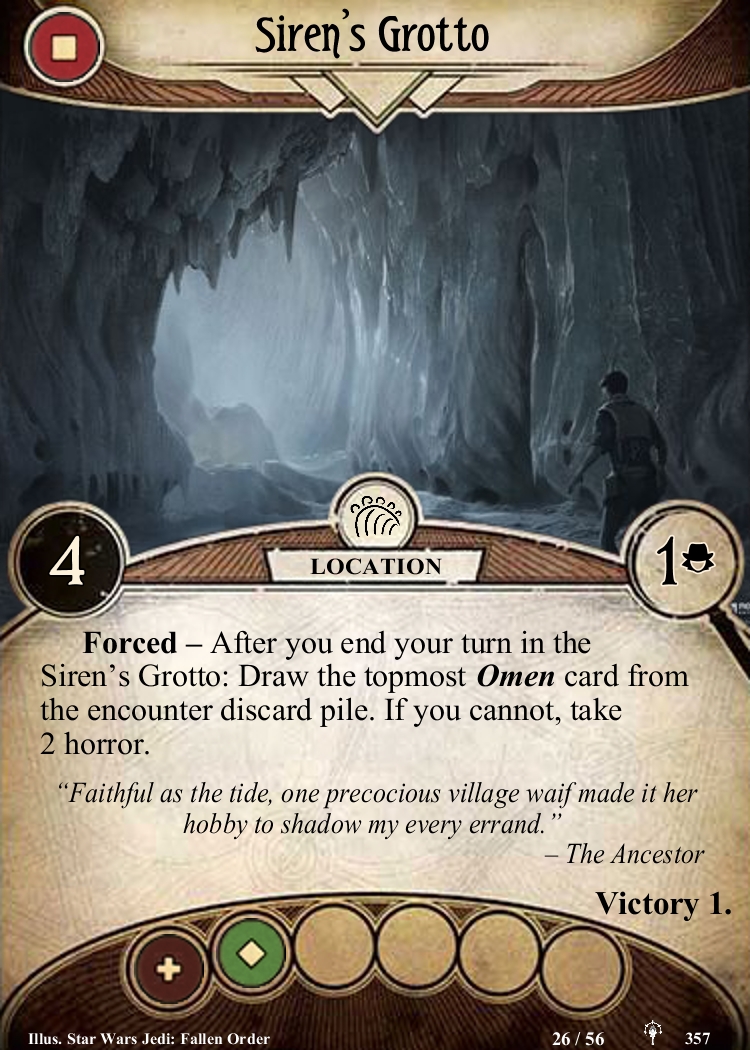 Siren’s Grotto
4
LOCATION
1
Forced – After you end your turn in the
Siren’s Grotto: Draw the topmost Omen card from
the encounter discard pile. If you cannot, take
2 horror.
“Faithful as the tide, one precocious village waif made it her
hobby to shadow my every errand.”
– The Ancestor
Victory 1.
Illus. Star Wars Jedi: Fallen Order
26 / 56
357